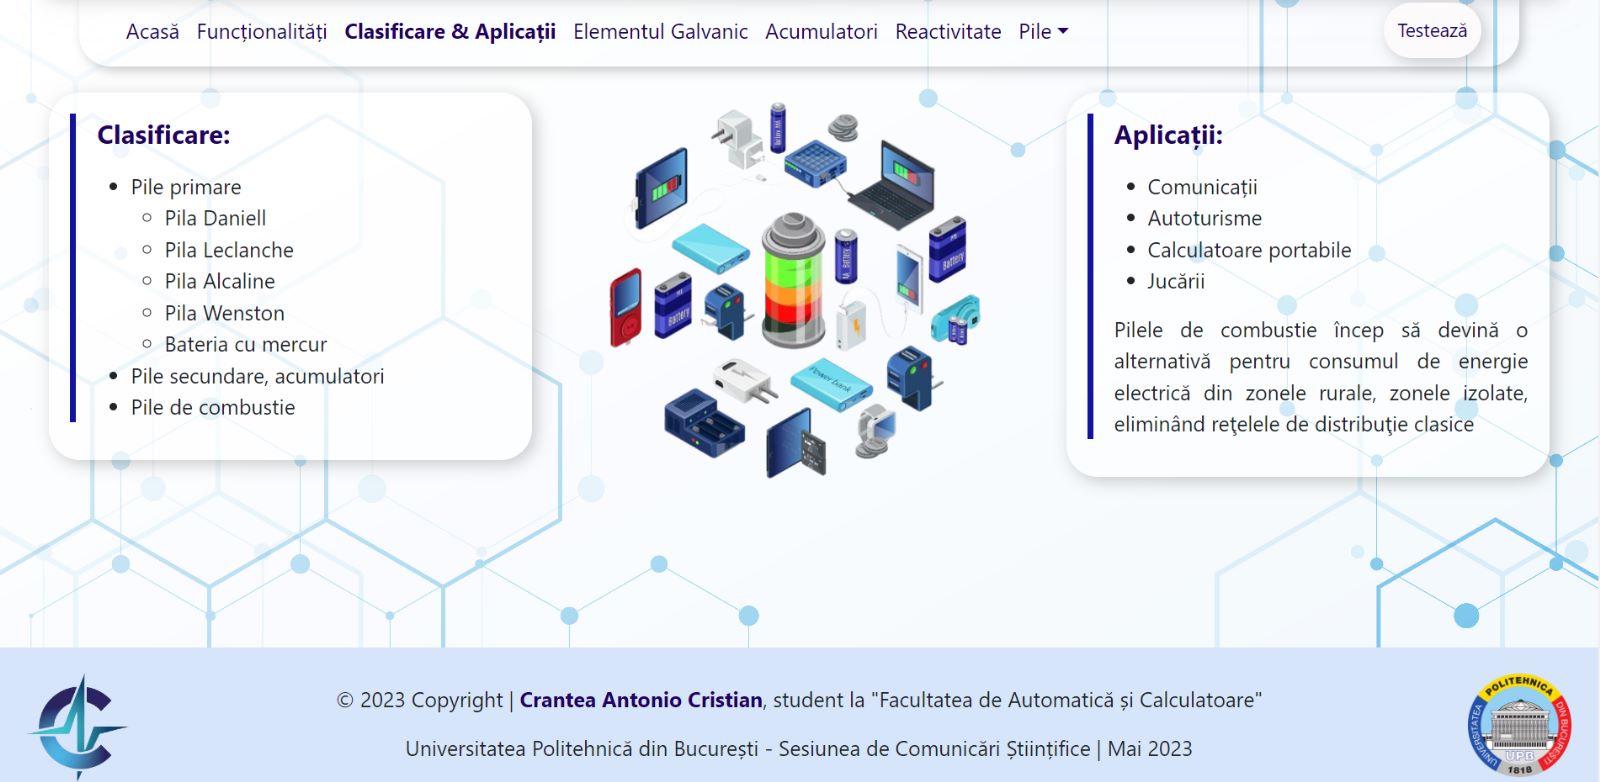 Acasă Funcționalități Clasificare & Aplicații Elementul Galvanic Acumulatori Reactivitate Pile Testează
Clasificare:
Pile primare
Pila Daniell
Pila Leclanche
Pila Alcaline
Pila Wenston
Bateria cu mercur
Pile secundare, acumulatori
Pile de combustie
Battery
Battery
Power bank
Aplicații:
Comunicații
Autoturisme
Calculatoare portabile
Jucării
Pilele de combustie încep să devină o
alternativă pentru consumul de energie
electrică din zonele rurale, zonele izolate,
eliminând reţelele de distribuţie clasice
© 2023 Copyright | Crantea Antonio Cristian, student la "Facultatea de Automatică și Calculatoare"
Universitatea Politehnică din București - Sesiunea de Comunicări Științifice | Mai 2023
UNIVERSITATEA POLITEHNICA DIN BUCUREȘTI
UPB
1818